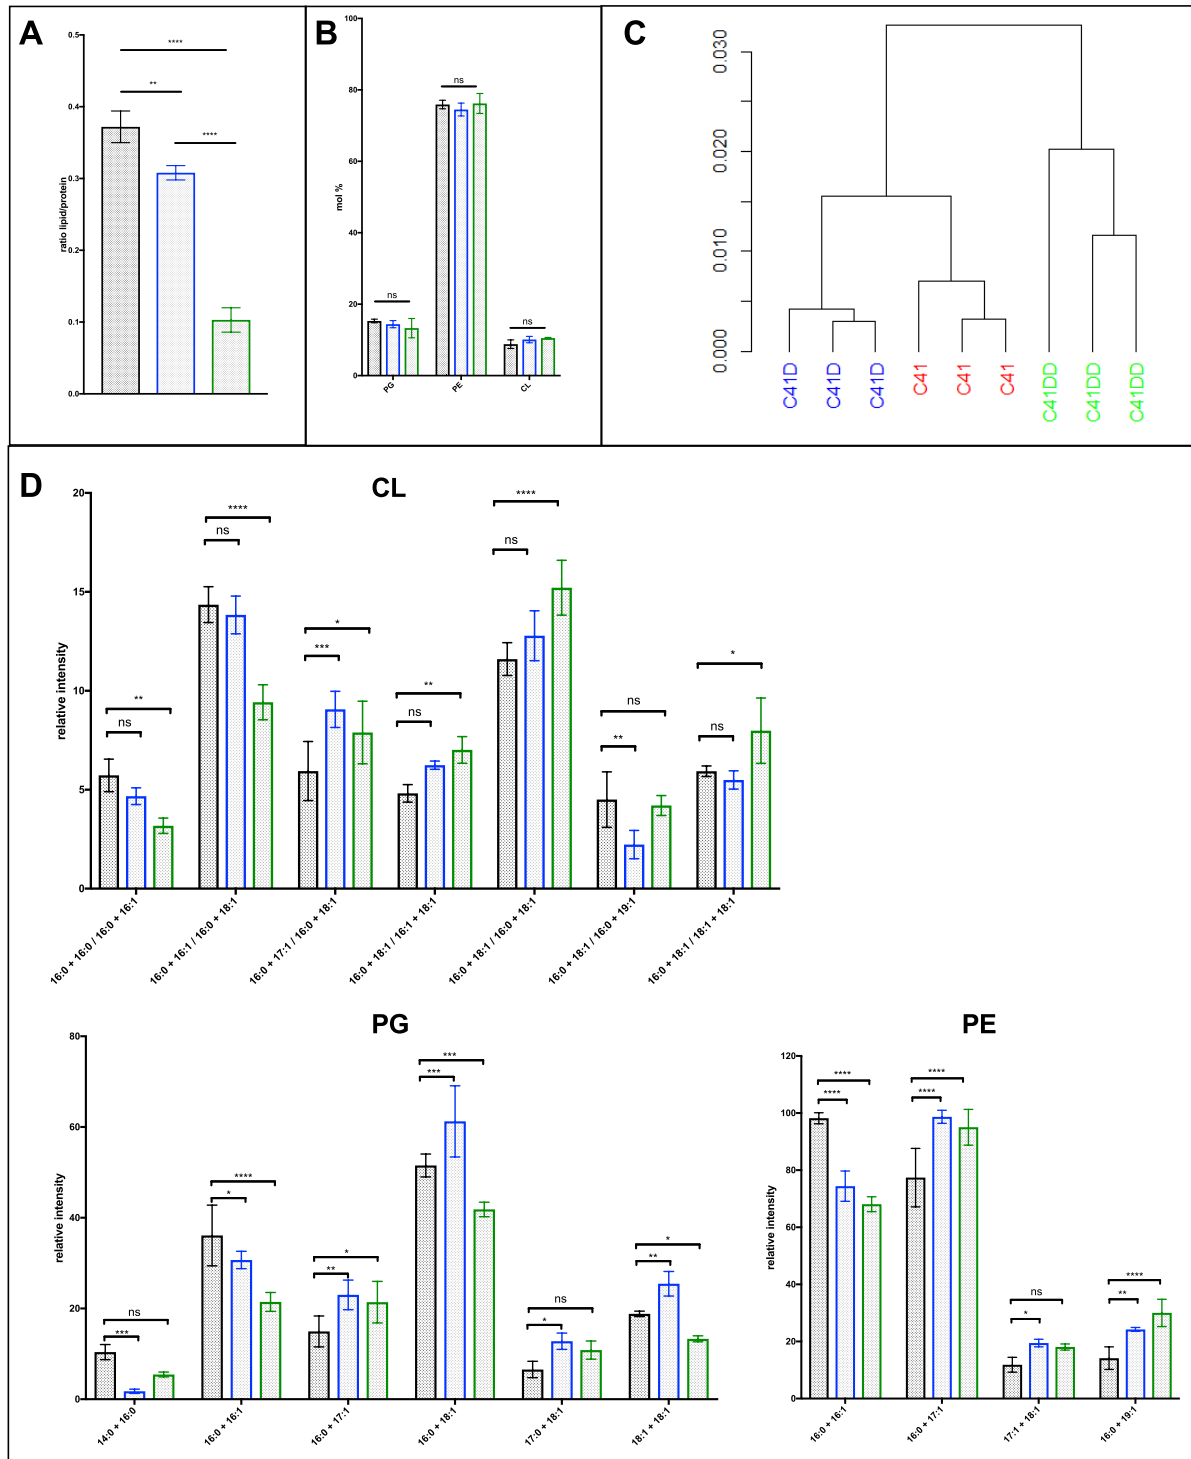 A
0.5
0.4
0.3
0.2
0.1
0.0
ratio lipid/protein
****
**
****
B
100
80
60
40
20
0
mol %
ns
ns
ns
PG
PE
CL
C
0.030
0.020
0.010
0.000
C41D
C41D
C41D
C41
C41
C41
C41DD
C41DD
C41DD
D
CL
20
15
10
5
0
relative intensity
**
ns
****
ns
*
***
**
ns
****
ns
ns
**
*
ns
16:0 + 16:0 / 16:0 + 16:1
16:0 + 16:1 / 16:0 + 18:1
16:0 + 17:1 / 16:0 + 18:1
16:0 + 18:1 / 16:1 + 18:1
16:0 + 18:1 / 16:0 + 18:1
16:0 + 18:1 / 16:0 + 19:1
16:0 + 18:1 / 18:1 + 18:1
PG
80
60
40
20
0
relative intensity
ns
***
****
*
*
**
***
***
ns
*
*
**
14:0 + 16:0
16:0 + 16:1
16:0 + 17:1
16:0 + 18:1
17:0 + 18:1
18:1 + 18:1
PE
120
100
80
60
40
20
0
relative intensity
****
****
****
****
ns
*
****
**
16:0 + 16:1
16:0 + 17:1
17:1 + 18:1
16:0 + 19:1